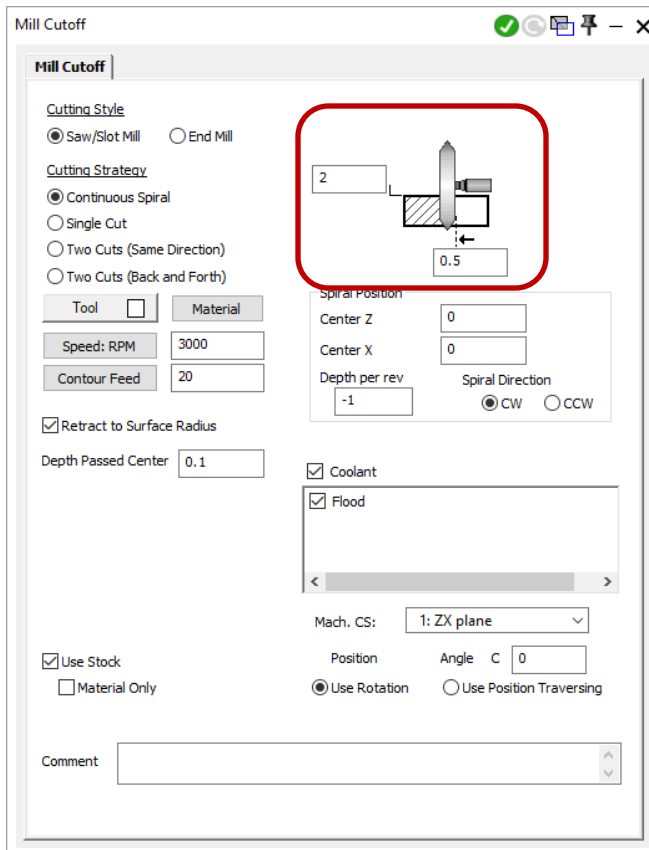 Mill Cutoff
Mill Cutoff
Cutting Style
Saw/Slot Mill End Mill
Cutting Strategy
Continuous Spiral
Single Cut
Two Cuts (Same Direction)
Two Cuts (Back and Forth)
2
0.5
Tool Material
Speed: RPM 3000
Contour Feed 20
Spiral Position
Center Z 0
Center X 0
Depth per rev Spiral Direction
-1 CW CCW
Retract to Surface Radius
Depth Passed Center 0.1
Coolant
Flood
Mach. CS: 1: ZX plane
Use Stock
Material Only
Position Angle C 0
Use Rotation Use Position Traversing
Comment